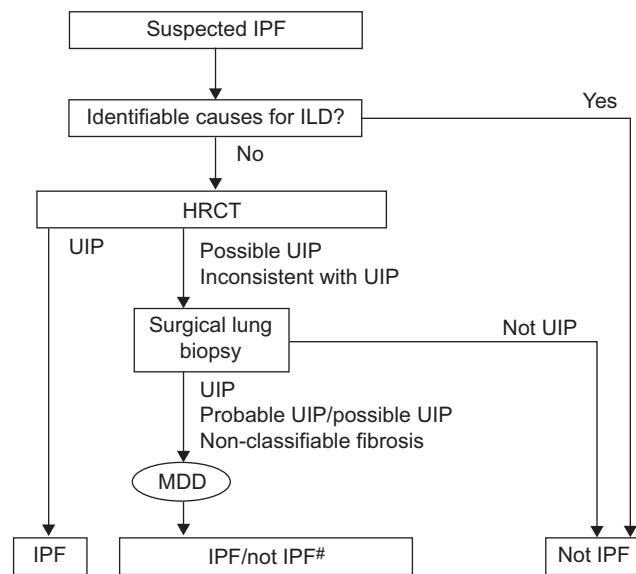 Suspected IPF
Identifiable causes for ILD?
Yes
No
HRCT
UIP
Possible UIP
Inconsistent with UIP
Surgical lung
biopsy
Not UIP
UIP
Probable UIP/possible UIP
Non-classifiable fibrosis
MDD
IPF
IPF/not IPF#
Not IPF